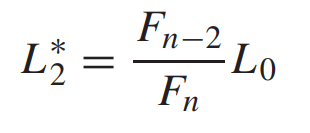 L_2^* = \frac{F_{n-2}}{F_n} L_0